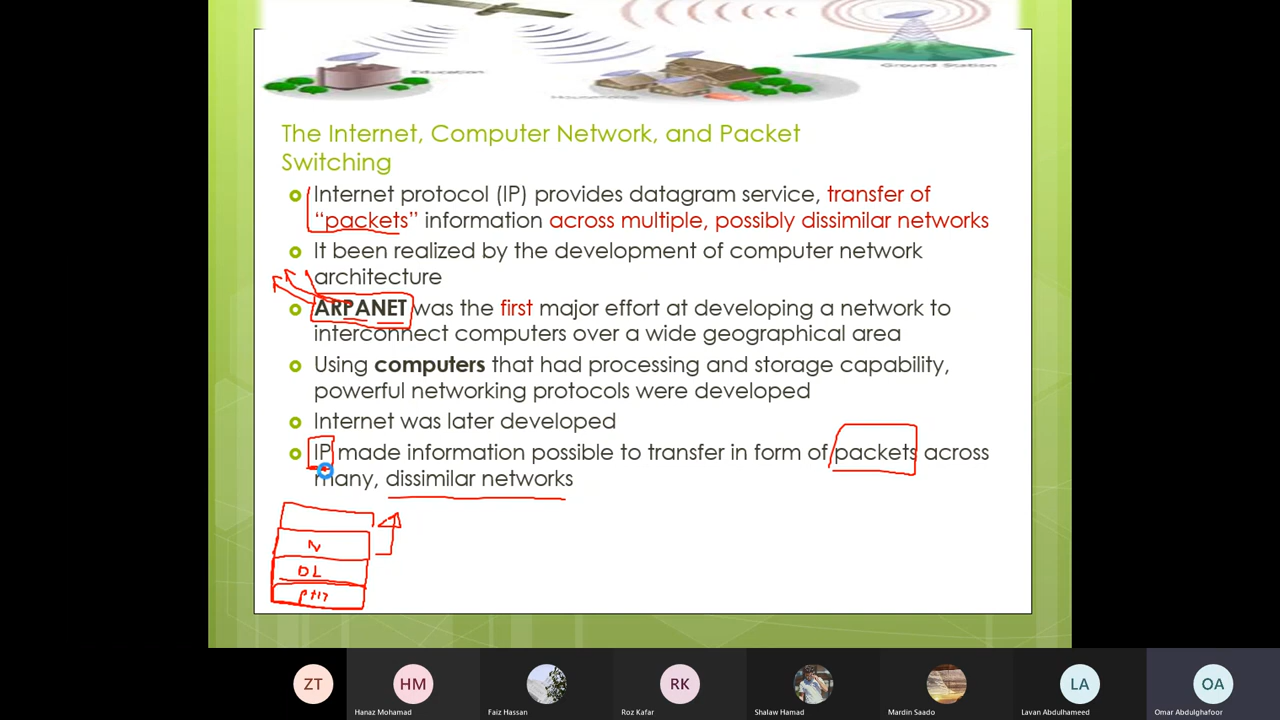 Education
Ground Station
The Internet, Computer Network, and Packet
Switching
Internet protocol (IP) provides datagram service, transfer of
“packets” information across multiple, possibly dissimilar networks
It been realized by the development of computer network
architecture
ARPANET was the first major effort at developing a network to
interconnect computers over a wide geographical area
Using computers that had processing and storage capability,
powerful networking protocols were developed
Internet was later developed
IP made information possible to transfer in form of packets across
many, dissimilar networks
N
DL
ZT
HM
RK
LA
OA
Hanaz Mohamad
Faiz Hassan
Roz Kafar
Shalaw Hamad
Mardin Saado
Lavan Abdulhameed
Omar Abdulghafoor